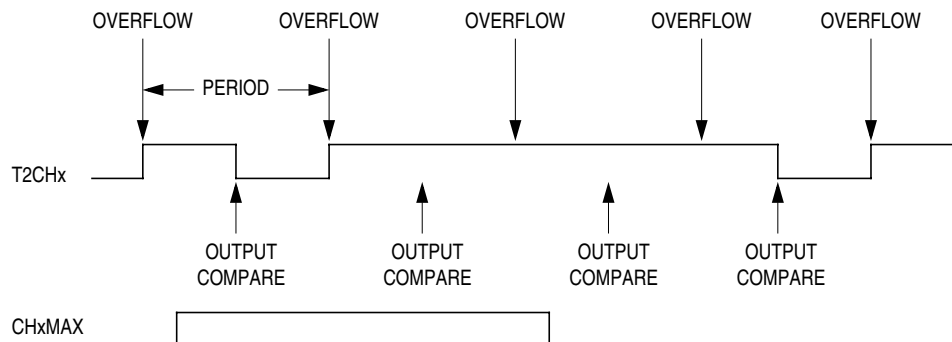 OVERFLOW OVERFLOW OVERFLOW OVERFLOW OVERFLOW
PERIOD
T2CHx
OUTPUT OUTPUT OUTPUT OUTPUT
COMPARE COMPARE COMPARE COMPARE
CHxMAX